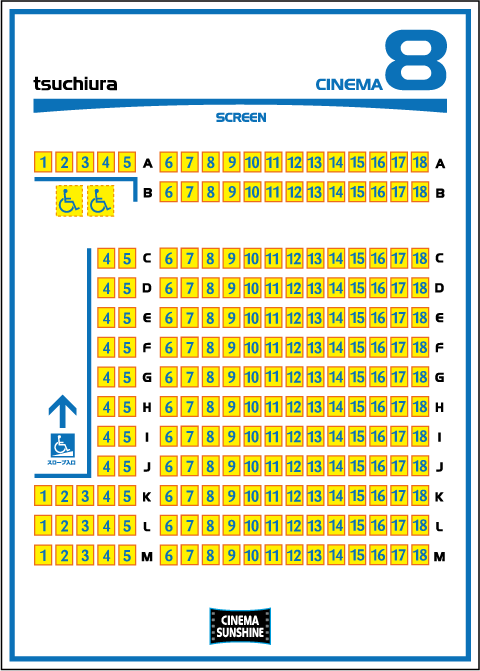 tsuchiura CINEMA 8
SCREEN
1 2 3 4 5 A 6 7 8 9 10 11 12 13 14 15 16 17 18 A
B 6 7 8 9 10 11 12 13 14 15 16 17 18 B
4 5 C 6 7 8 9 10 11 12 13 14 15 16 17 18 C
4 5 D 6 7 8 9 10 11 12 13 14 15 16 17 18 D
4 5 E 6 7 8 9 10 11 12 13 14 15 16 17 18 E
4 5 F 6 7 8 9 10 11 12 13 14 15 16 17 18 F
4 5 G 6 7 8 9 10 11 12 13 14 15 16 17 18 G
4 5 H 6 7 8 9 10 11 12 13 14 15 16 17 18 H
4 5 I 6 7 8 9 10 11 12 13 14 15 16 17 18 I
スロープ入口
4 5 J 6 7 8 9 10 11 12 13 14 15 16 17 18 J
1 2 3 4 5 K 6 7 8 9 10 11 12 13 14 15 16 17 18 K
1 2 3 4 5 L 6 7 8 9 10 11 12 13 14 15 16 17 18 L
1 2 3 4 5 M 6 7 8 9 10 11 12 13 14 15 16 17 18 M
CINEMA
SUNSHINE